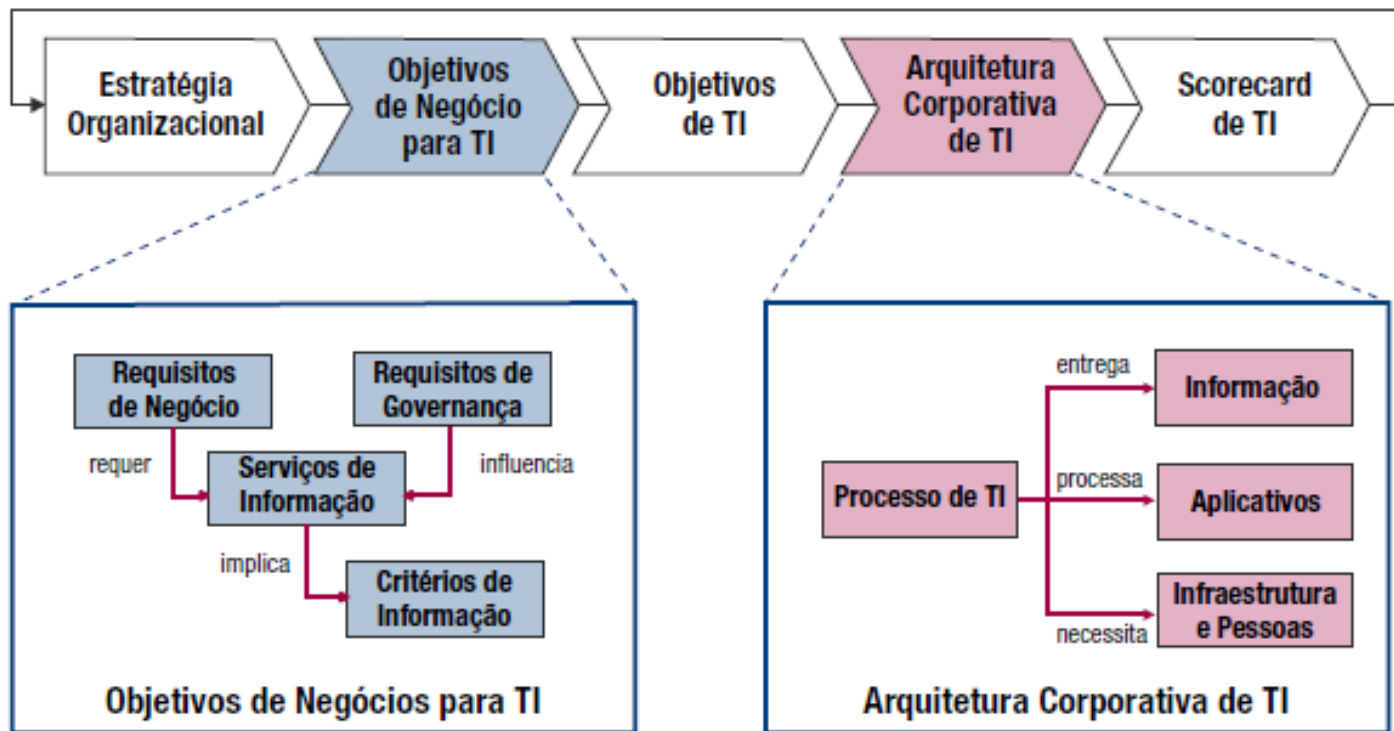 Estratégia
Organizacional
Objetivos
de Negócio
para TI
Objetivos
de TI
Arquitetura
Corporativa
de TI
Scorecard
de TI
Requisitos
de Negócio
Requisitos de
Governança
requer
Serviços de
Informação
influencia
implica
Critérios de
Informação
Objetivos de Negócios para TI
entrega
Informação
Processo de TI
processa
Aplicativos
necessita
Infraestrutura
e Pessoas
Arquitetura Corporativa de TI